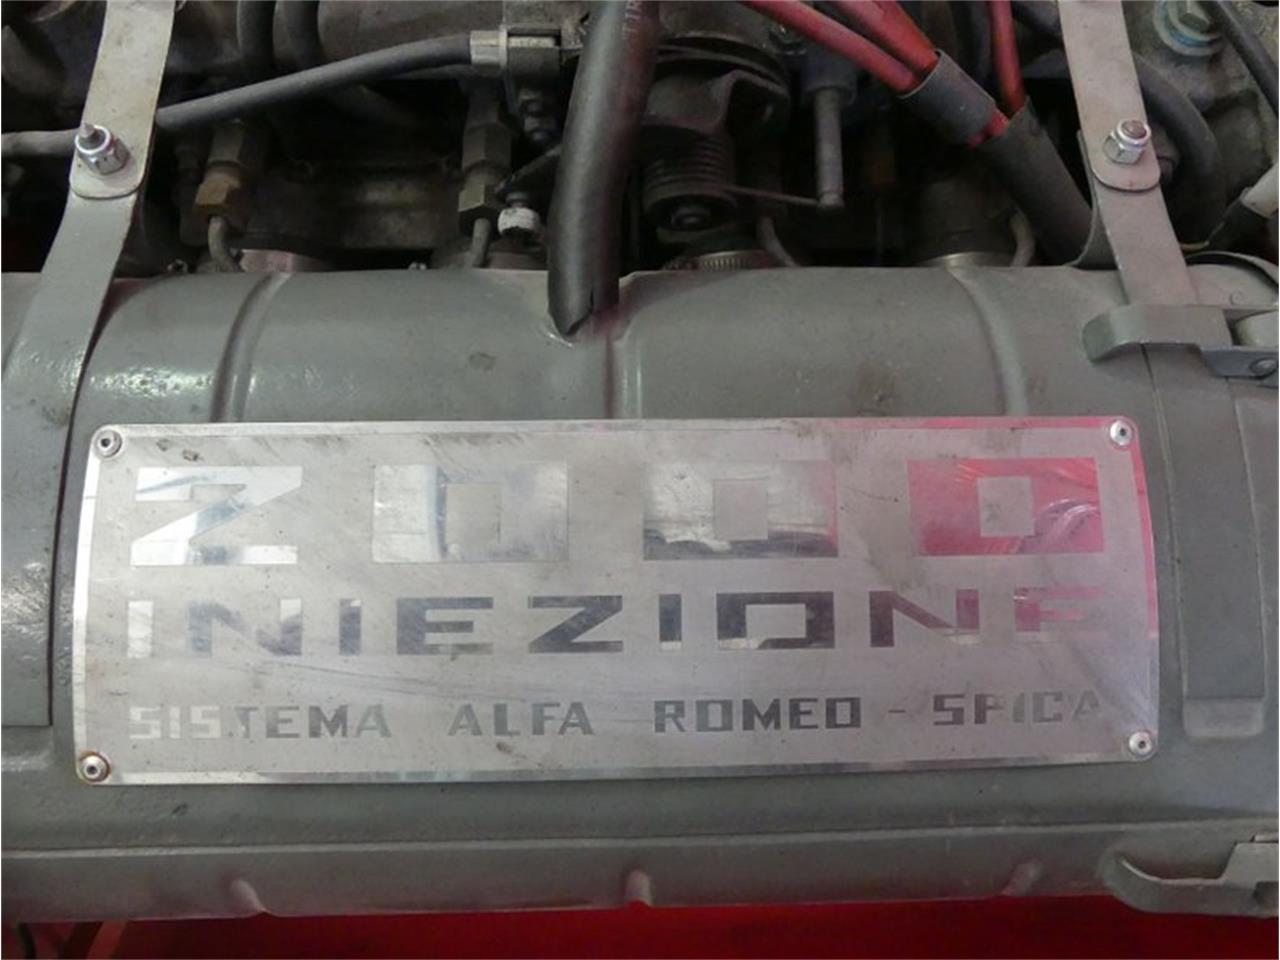 2000
INIEZIONE
SISTEMA ALFA ROMEO - SPICA